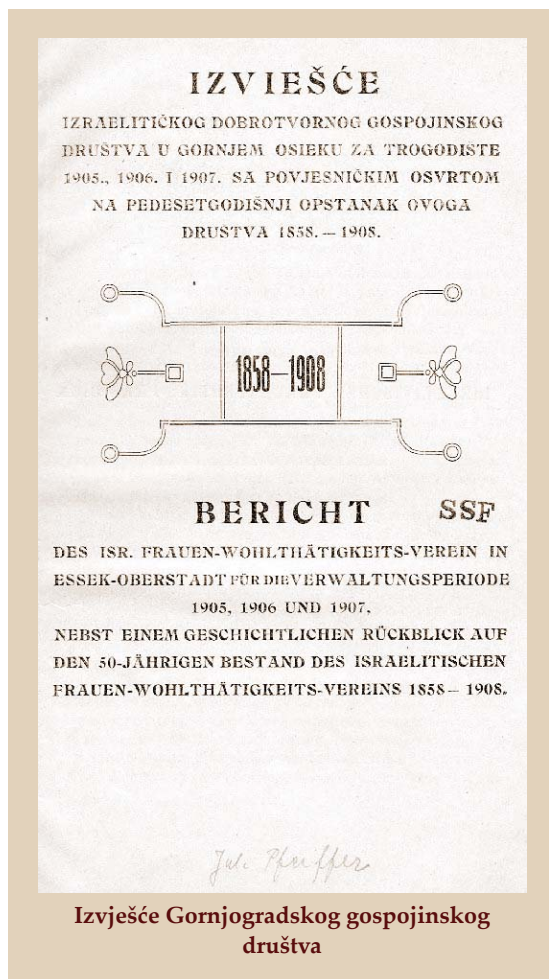 IZVIEŠĆE
IZRAELITIČKOG DOBROTVORNOG GOSPOJINSKOG
DRUŠTVA U GORNJEM OSIEKU ZA TROGODIŠTE
1905., 1906. I 1907. SA POVJESNIČKIM OSVRTOM
NA PEDESETGODIŠNJI OPSTANAK OVOGA
DRUŠTVA 1858.—1908.
1858—1908
BERICHT SSF
DES ISR. FRAUEN-WOHLTHÄTIGKEITS-VEREIN IN
ESSEK-OBERSTADT FÜR DIE VERWALTUNGSPERIODE
1905, 1906 UND 1907,
NEBST EINEM GESCHICHTLICHEN RÜCKBLICK AUF
DEN 50-JÄHRIGEN BESTAND DES ISRAELITISCHEN
FRAUEN-WOHLTHÄTIGKEITS-VEREINS 1858—1908.
Jul. Pfeiffer
Izvješće Gornjogradskog gospojinskog
društva